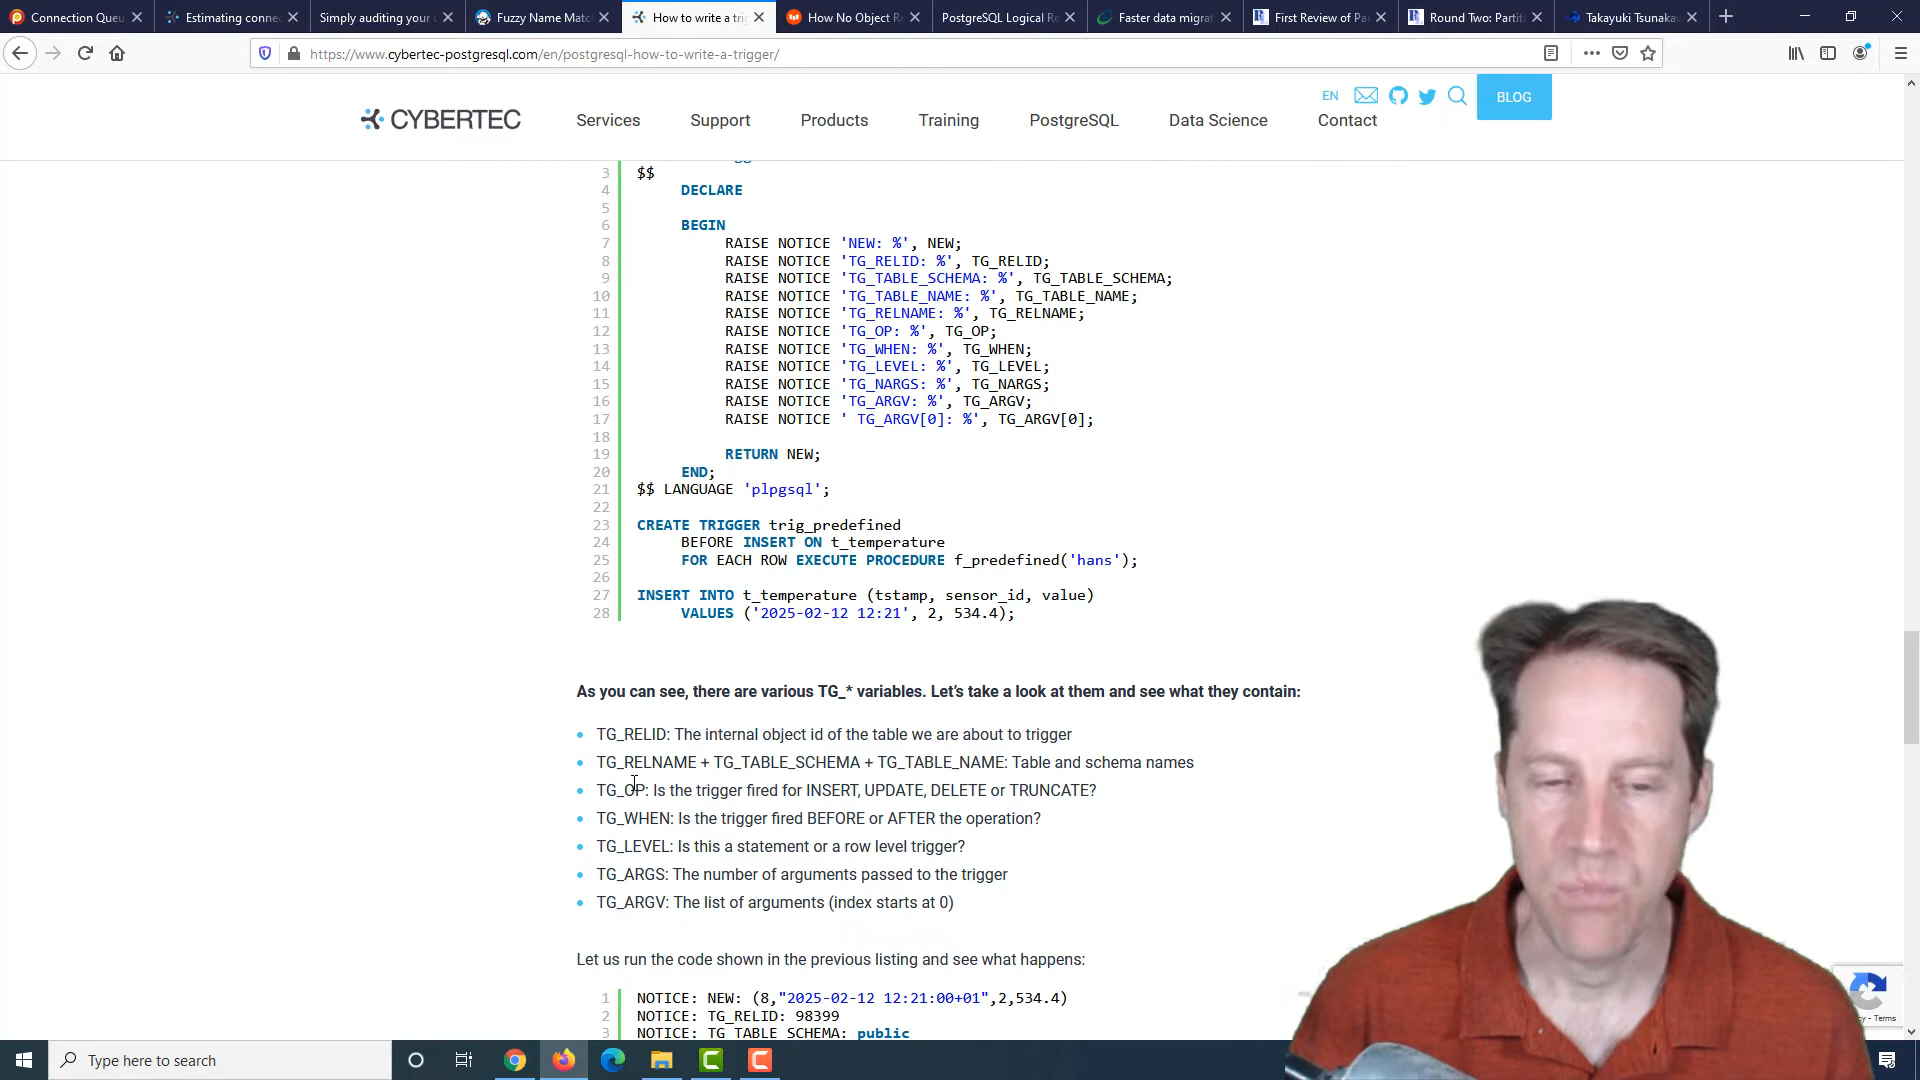 Connection Queu
Estimating conne
Simply auditing your
Fuzzy Name Matc
How to write a tri
How No Object Re
PostgreSQL Logical Re
Faster data migrat
First Review of Pa
Round Two: Partiti
Takayuki Tsunakaw
https://www.cybertec-postgresql.com/en/postgresql-how-to-write-a-trigger/
EN
BLOG
CYBERTEC
Services
Support
Products
Training
PostgreSQL
Data Science
Contact
3 $$
4 DECLARE
5
6 BEGIN
7 RAISE NOTICE 'NEW: %', NEW;
8 RAISE NOTICE 'TG_RELID: %', TG_RELID;
9 RAISE NOTICE 'TG_TABLE_SCHEMA: %', TG_TABLE_SCHEMA;
10 RAISE NOTICE 'TG_TABLE_NAME: %', TG_TABLE_NAME;
11 RAISE NOTICE 'TG_RELNAME: %', TG_RELNAME;
12 RAISE NOTICE 'TG_OP: %', TG_OP;
13 RAISE NOTICE 'TG_WHEN: %', TG_WHEN;
14 RAISE NOTICE 'TG_LEVEL: %', TG_LEVEL;
15 RAISE NOTICE 'TG_NARGS: %', TG_NARGS;
16 RAISE NOTICE 'TG_ARGV: %', TG_ARGV;
17 RAISE NOTICE ' TG_ARGV[0]: %', TG_ARGV[0];
18
19 RETURN NEW;
20 END;
21 $$ LANGUAGE 'plpgsql';
22
23 CREATE TRIGGER trig_predefined
24 BEFORE INSERT ON t_temperature
25 FOR EACH ROW EXECUTE PROCEDURE f_predefined('hans');
26
27 INSERT INTO t_temperature (tstamp, sensor_id, value)
28 VALUES ('2025-02-12 12:21', 2, 534.4);
As you can see, there are various TG_* variables. Let's take a look at them and see what they contain:
TG_RELID: The internal object id of the table we are about to trigger
TG_RELNAME + TG_TABLE_SCHEMA + TG_TABLE_NAME: Table and schema names
TG_OP: Is the trigger fired for INSERT, UPDATE, DELETE or TRUNCATE?
TG_WHEN: Is the trigger fired BEFORE or AFTER the operation?
TG_LEVEL: Is this a statement or a row level trigger?
TG_ARGS: The number of arguments passed to the trigger
TG_ARGV: The list of arguments (index starts at 0)
Let us run the code shown in the previous listing and see what happens:
1 NOTICE: NEW: (8,"2025-02-12 12:21:00+01",2,534.4)
2 NOTICE: TG_RELID: 98399
3 NOTICE: TG_TABLE_SCHEMA: public
- Terms
Type here to search